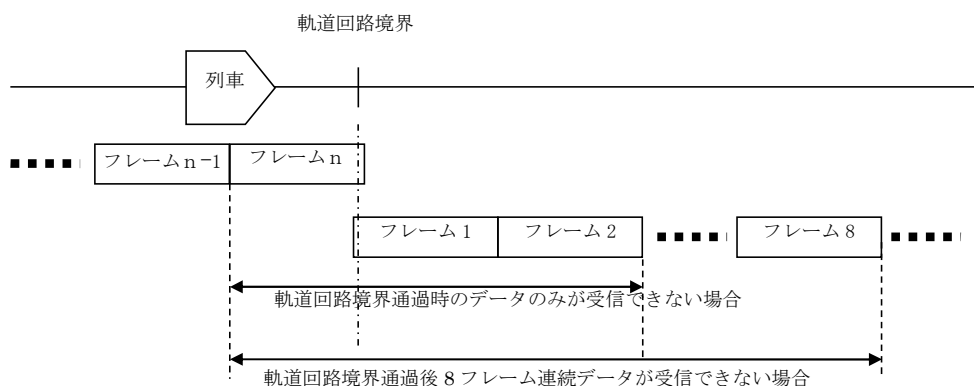 軌道回路境界
列車
フレームn-1
フレームn
フレーム1
フレーム2
フレーム8
軌道回路境界通過時のデータのみが受信できない場合
軌道回路境界通過後8フレーム連続データが受信できない場合